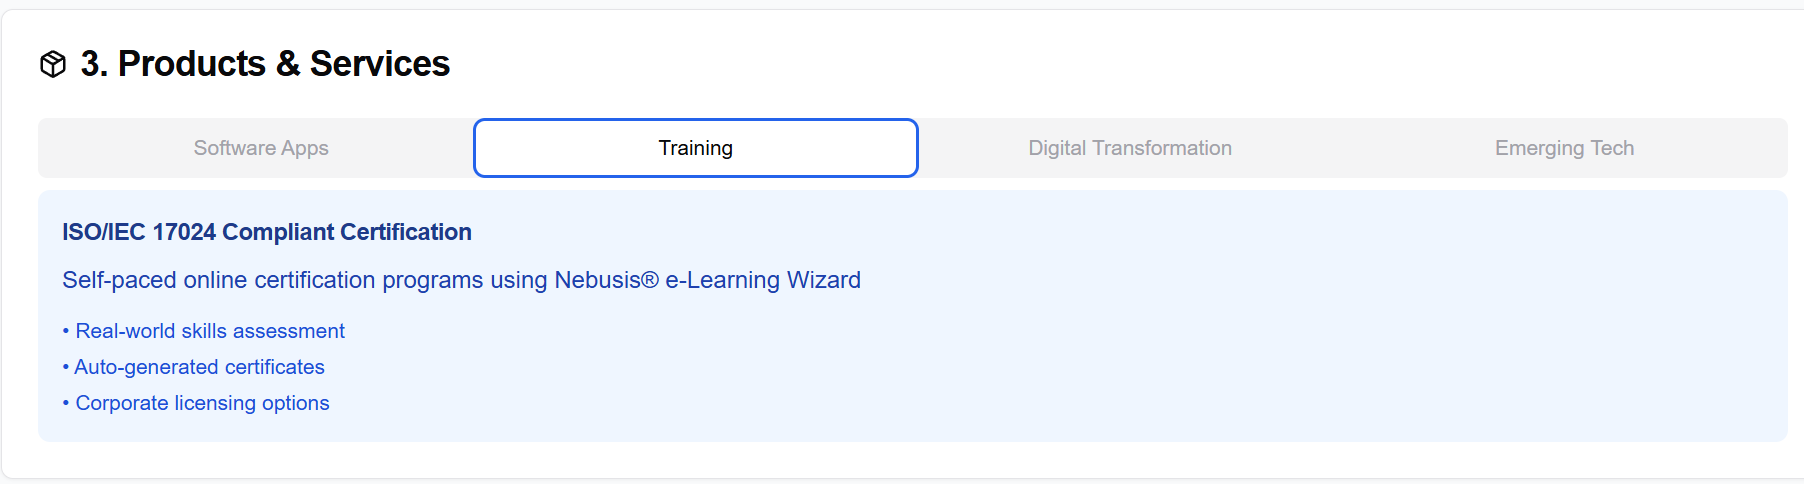 3. Products & Services
Software Apps
Training
Digital Transformation
Emerging Tech
ISO/IEC 17024 Compliant Certification
Self-paced online certification programs using Nebusis® e-Learning Wizard
• Real-world skills assessment
• Auto-generated certificates
• Corporate licensing options